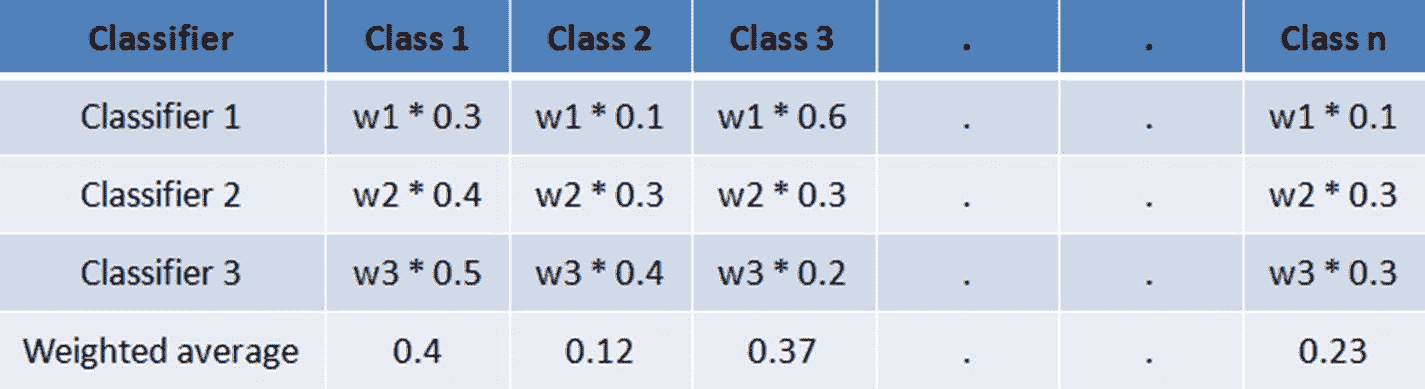 Classifier Class 1 Class 2 Class 3 . . Class n
Classifier 1 w1 * 0.3 w1 * 0.1 w1 * 0.6 . . w1 * 0.1
Classifier 2 w2 * 0.4 w2 * 0.3 w2 * 0.3 . . w2 * 0.3
Classifier 3 w3 * 0.5 w3 * 0.4 w3 * 0.2 . . w3 * 0.3
Weighted average 0.4 0.12 0.37 . . 0.23